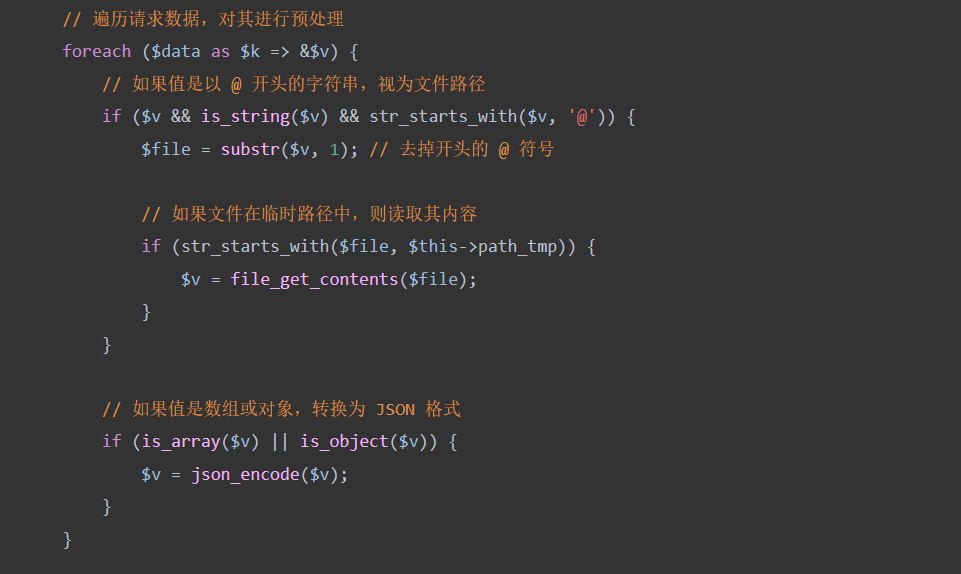 // 遍历请求数据，对其进行预处理
foreach ($data as $k => &$v) {
// 如果值是以 @ 开头的字符串，视为文件路径
if ($v && is_string($v) && str_starts_with($v, '@')) {
$file = substr($v, 1); // 去掉开头的 @ 符号
// 如果文件在临时路径中，则读取其内容
if (str_starts_with($file, $this->path_tmp)) {
$v = file_get_contents($file);
}
}
// 如果值是数组或对象，转换为 JSON 格式
if (is_array($v) || is_object($v)) {
$v = json_encode($v);
}
}